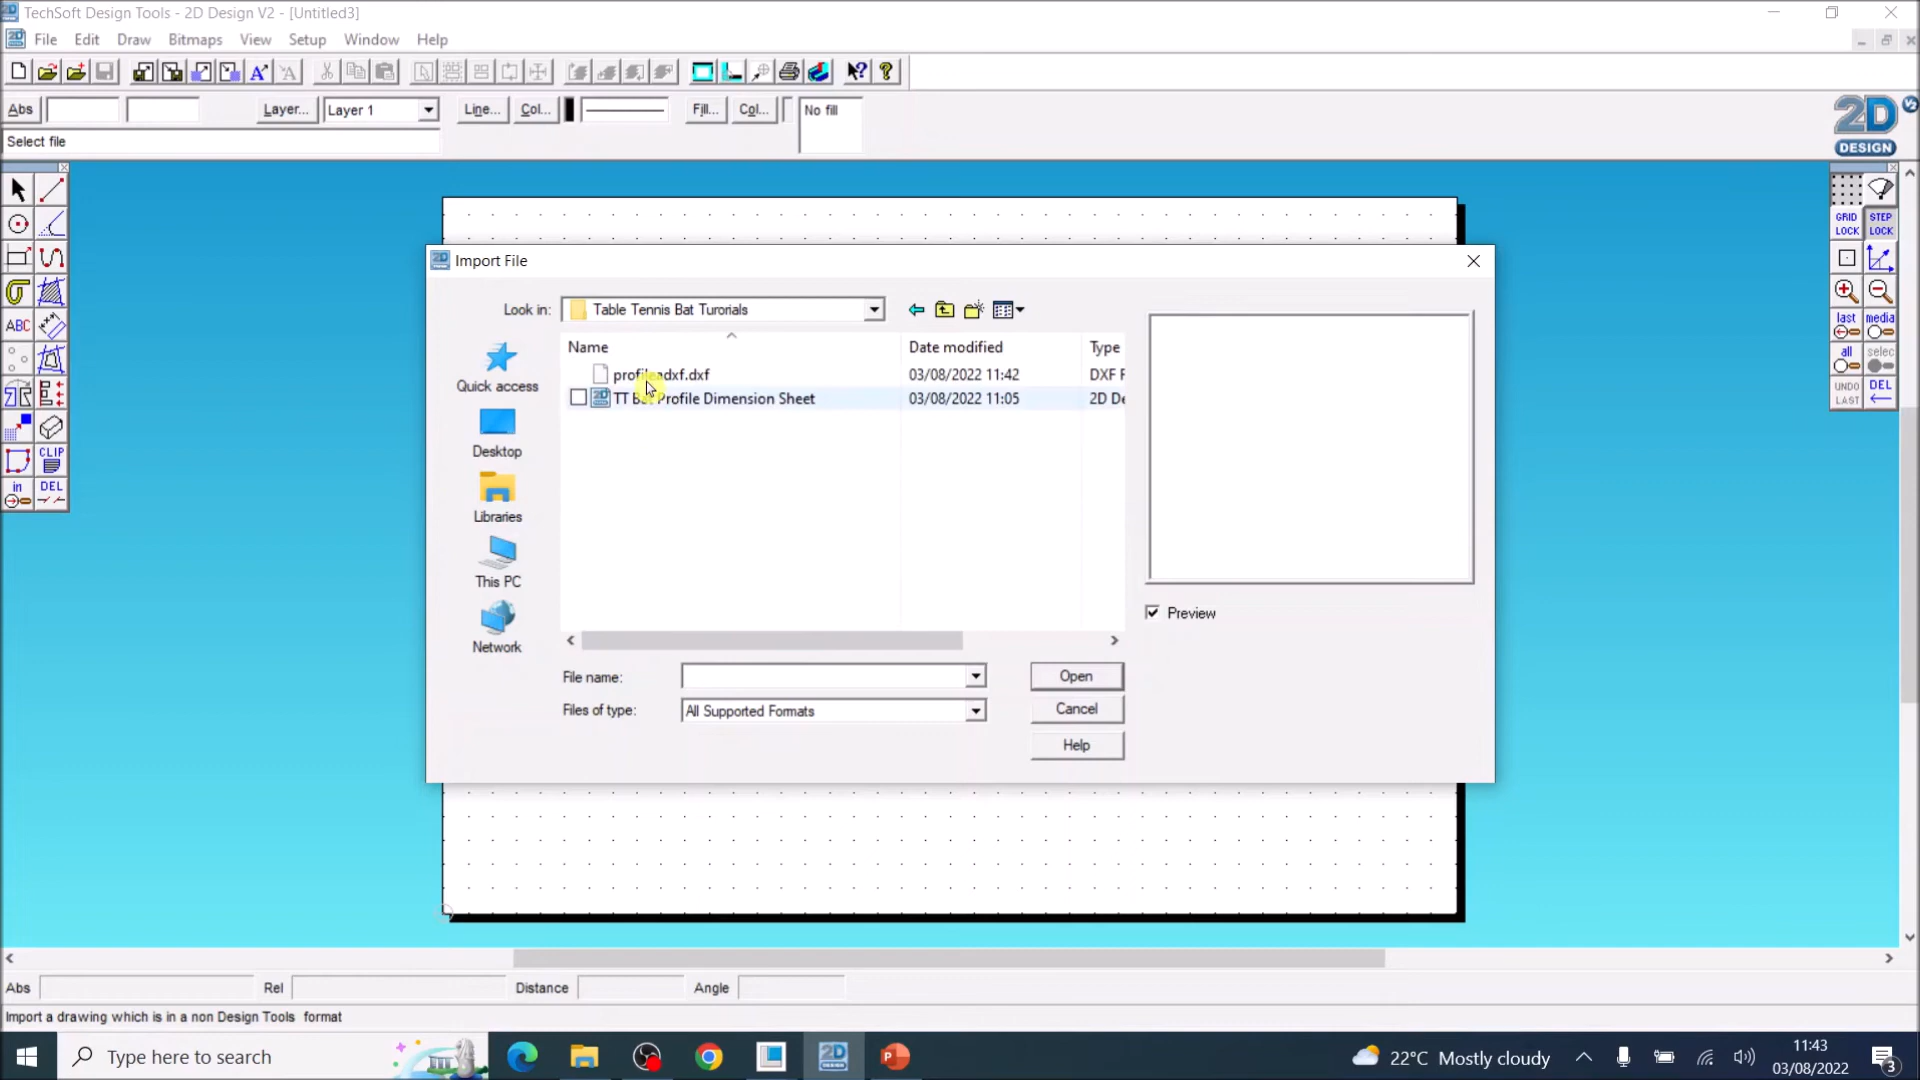 TechSoft Design Tools - 2D Design V2 - [Untitled3]
File Edit Draw Bitmaps View Setup Window Help
Abs Layer... Layer 1 Line... Col... Fill... Col... No fill
Select file
2D V2
DESIGN
GRID LOCK STEP LOCK
ABC
last media
all selec
UNDO LAST DEL
CLIP
in DEL
Import File
Look in: Table Tennis Bat Turorials
Name Date modified Type
03/08/2022 11:42 DXF F
TT Profile Dimension Sheet 03/08/2022 11:05 2D De
Quick access
Desktop
Libraries
This PC
Network
Preview
File name: Open
Files of type: All Supported Formats Cancel
Help
Abs Rel Distance Angle
Import a drawing which is in a non Design Tools format
Type here to search
22°C Mostly cloudy
11:43
03/08/2022
3